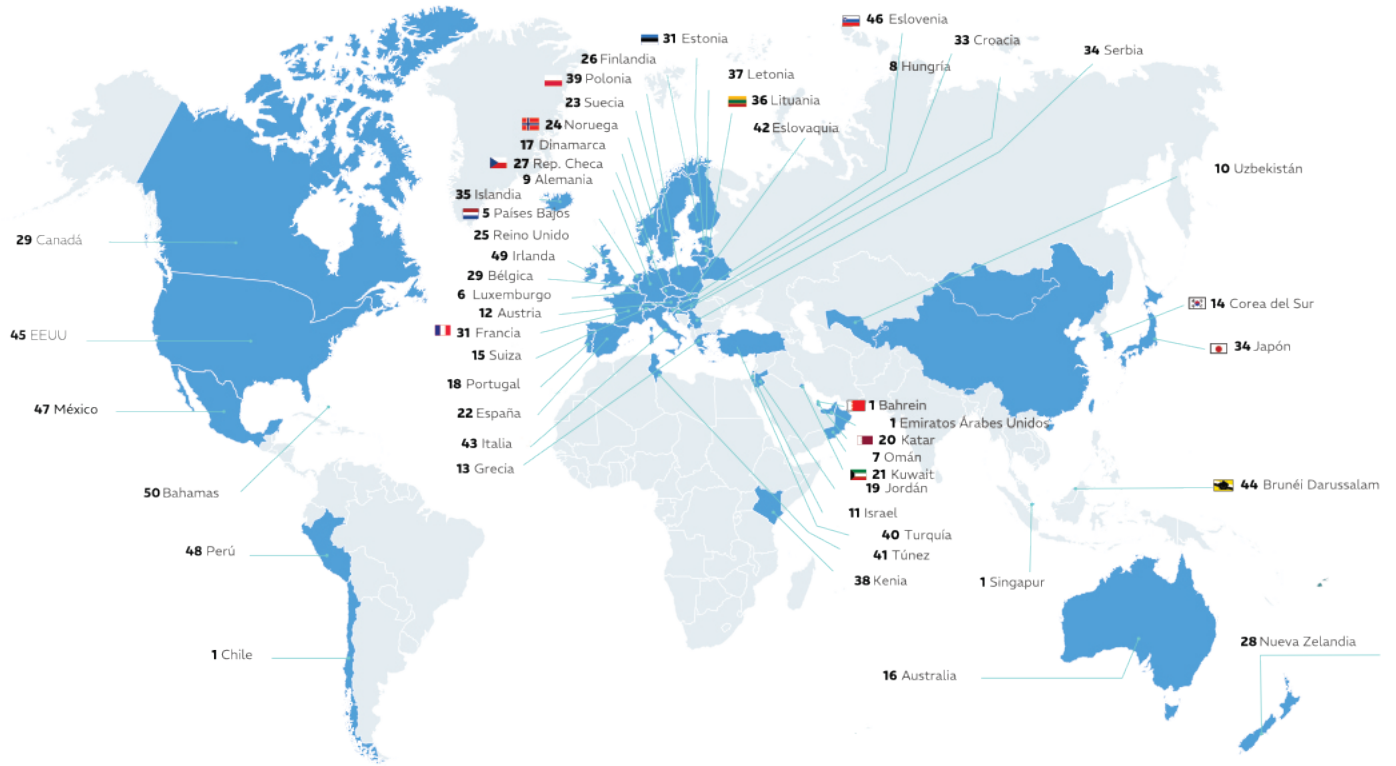 46 Eslovenia
31 Estonia
33 Croacia
34 Serbia
26 Finlandia
8 Hungría
39 Polonia
37 Letonia
23 Suecia
36 Lituania
24 Noruega
42 Eslovaquia
17 Dinamarca
27 Rep. Checa
9 Alemania
10 Uzbekistán
35 Islandia
5 Países Bajos
25 Reino Unido
29 Canadá
49 Irlanda
29 Bélgica
6 Luxemburgo
14 Corea del Sur
12 Austria
45 EEUU
31 Francia
34 Japón
15 Suiza
18 Portugal
47 México
1 Bahrein
22 España
1 Emiratos Árabes Unidos
43 Italia
20 Katar
7 Omán
13 Grecia
21 Kuwait
19 Jordán
44 Brunéi Darussalam
50 Bahamas
11 Israel
40 Turquía
48 Perú
41 Túnez
38 Kenia
1 Singapur
28 Nueva Zelandia
1 Chile
16 Australia